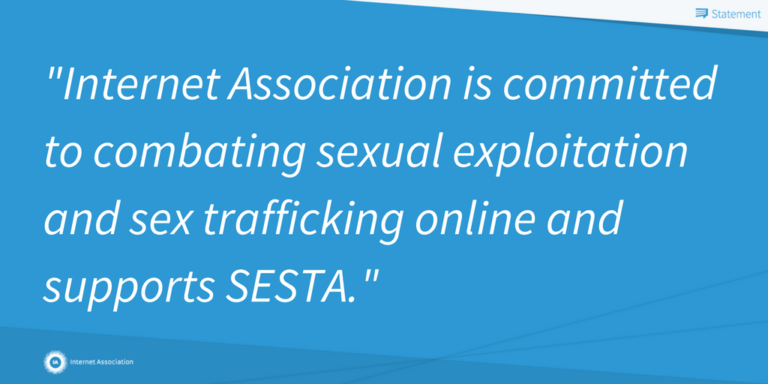 Statement
"Internet Association is committed
to combating sexual exploitation
and sex trafficking online and
supports SESTA."
IA
Internet Association